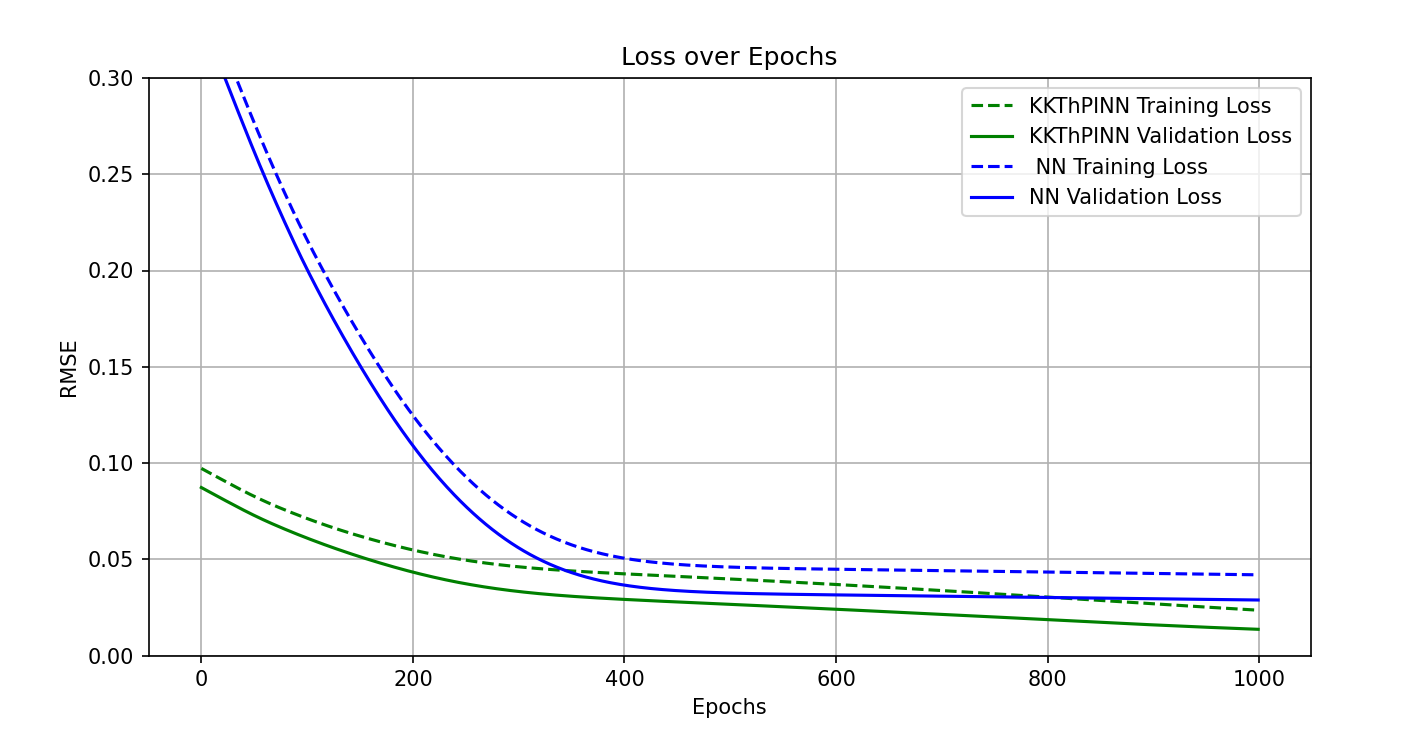 Loss over Epochs
0.30
0.25
0.20
0.15
0.10
0.05
0.00
RMSE
KKThPINN Training Loss
KKThPINN Validation Loss
NN Training Loss
NN Validation Loss
0 200 400 600 800 1000
Epochs